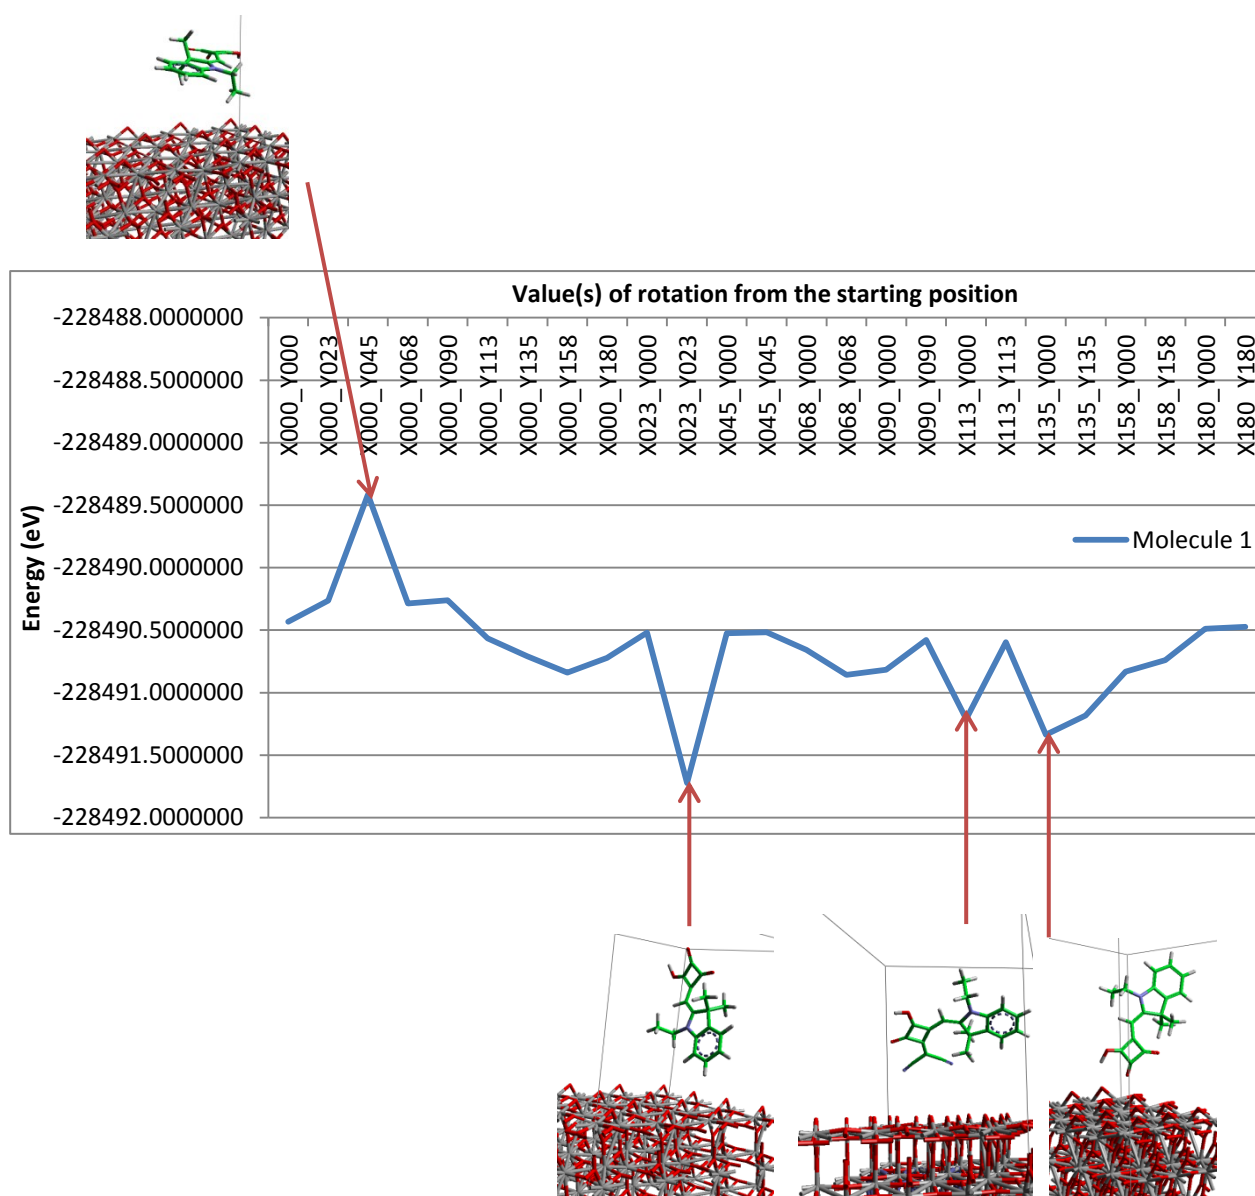 Value(s) of rotation from the starting position
-228488.0000000
-228488.5000000
-228489.0000000
-228489.5000000
-228490.0000000
-228490.5000000
-228491.0000000
-228491.5000000
-228492.0000000
Energy (eV)
X000_Y000
X000_Y023
X000_Y045
X000_Y068
X000_Y090
X000_Y113
X000_Y135
X000_Y158
X000_Y180
X023_Y000
X023_Y023
X045_Y000
X045_Y045
X068_Y000
X068_Y068
X090_Y000
X090_Y090
X113_Y000
X113_Y113
X135_Y000
X135_Y135
X158_Y000
X158_Y158
X180_Y000
X180_Y180
Molecule 1